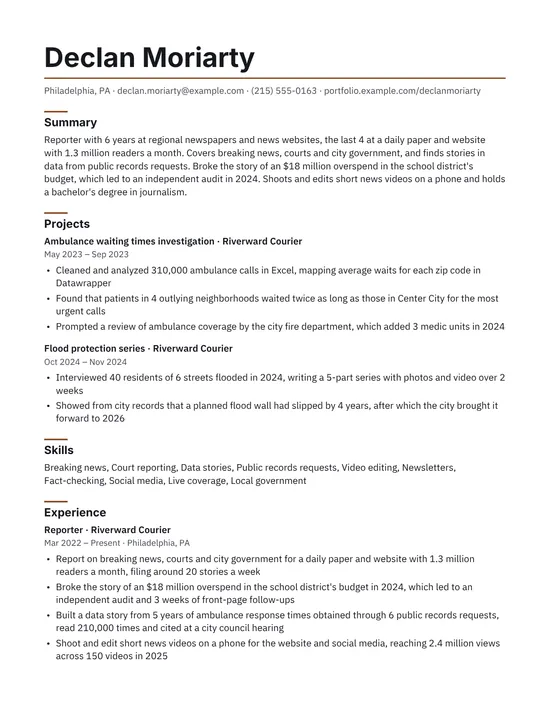 Declan Moriarty
Philadelphia, PA · declan.moriarty@example.com · (215) 555-0163 · portfolio.example.com/declanmoriarty
Summary
Reporter with 6 years at regional newspapers and news websites, the last 4 at a daily paper and website
with 1.3 million readers a month. Covers breaking news, courts and city government, and finds stories in
data from public records requests. Broke the story of an $18 million overspend in the school district's
budget, which led to an independent audit in 2024. Shoots and edits short news videos on a phone and holds
a bachelor's degree in journalism.
Projects
Ambulance waiting times investigation · Riverward Courier
May 2023 – Sep 2023
• Cleaned and analyzed 310,000 ambulance calls in Excel, mapping average waits for each zip code in
Datawrapper
• Found that patients in 4 outlying neighborhoods waited twice as long as those in Center City for the most
urgent calls
• Prompted a review of ambulance coverage by the city fire department, which added 3 medic units in 2024
Flood protection series · Riverward Courier
Oct 2024 – Nov 2024
• Interviewed 40 residents of 6 streets flooded in 2024, writing a 5-part series with photos and video over 2
weeks
• Showed from city records that a planned flood wall had slipped by 4 years, after which the city brought it
forward to 2026
Skills
Breaking news, Court reporting, Data stories, Public records requests, Video editing, Newsletters,
Fact-checking, Social media, Live coverage, Local government
Experience
Reporter · Riverward Courier
Mar 2022 – Present · Philadelphia, PA
• Report on breaking news, courts and city government for a daily paper and website with 1.3 million
readers a month, filing around 20 stories a week
• Broke the story of an $18 million overspend in the school district's budget in 2024, which led to an
independent audit and 3 weeks of front-page follow-ups
• Built a data story from 5 years of ambulance response times obtained through 6 public records requests,
read 210,000 times and cited at a city council hearing
• Shoot and edit short news videos on a phone for the website and social media, reaching 2.4 million views
across 150 videos in 2025